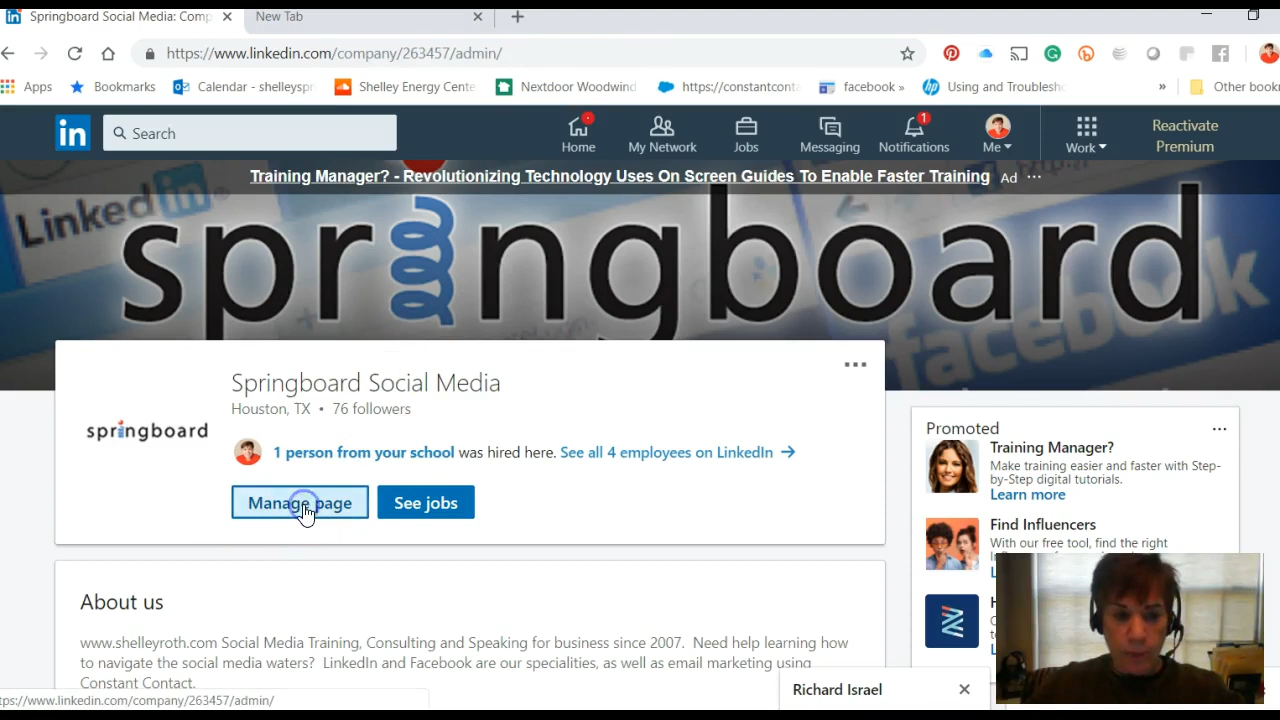 Springboard Social Media: Comp
New Tab
https://www.linkedin.com/company/263457/admin/
Apps
Bookmarks
Calendar - shelleyspr
Shelley Energy Cente
Nextdoor Woodwind
https://constantconta
facebook »
Using and Troublesh
»
Other book
in
Search
Home
My Network
Jobs
1
Messaging
Notifications
Me
Work
Reactivate
Premium
Training Manager? - Revolutionizing Technology Uses On Screen Guides To Enable Faster Training
Ad
LinkedIn
springboard
facebook
Springboard Social Media
Houston, TX • 76 followers
springboard
1 person from your school was hired here. See all 4 employees on LinkedIn →
Manage page
See jobs
About us
www.shelleyroth.com Social Media Training, Consulting and Speaking for business since 2007. Need help learning how
to navigate the social media waters? LinkedIn and Facebook are our specialities, as well as email marketing using
Constant Contact.
Promoted
Training Manager?
Make training easier and faster with Step-
by-Step digital tutorials.
Learn more
Find Influencers
With our free tool, find the right
Richard Israel
tps://www.linkedin.com/company/263457/admin/